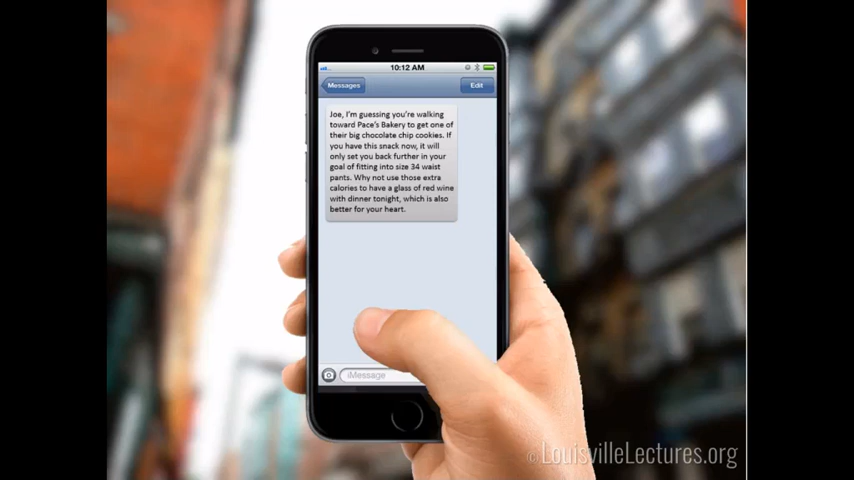 10:12 AM
Messages
Edit
Joe, I'm guessing you're walking
toward Pace's Bakery to get one of
their big chocolate chip cookies. If
you have this snack now, it will
only set you back further in your
goal of fitting into size 34 waist
pants. Why not use those extra
calories to have a glass of red wine
with dinner tonight, which is also
better for your heart.
iMessage
© LouisvilleLectures.org